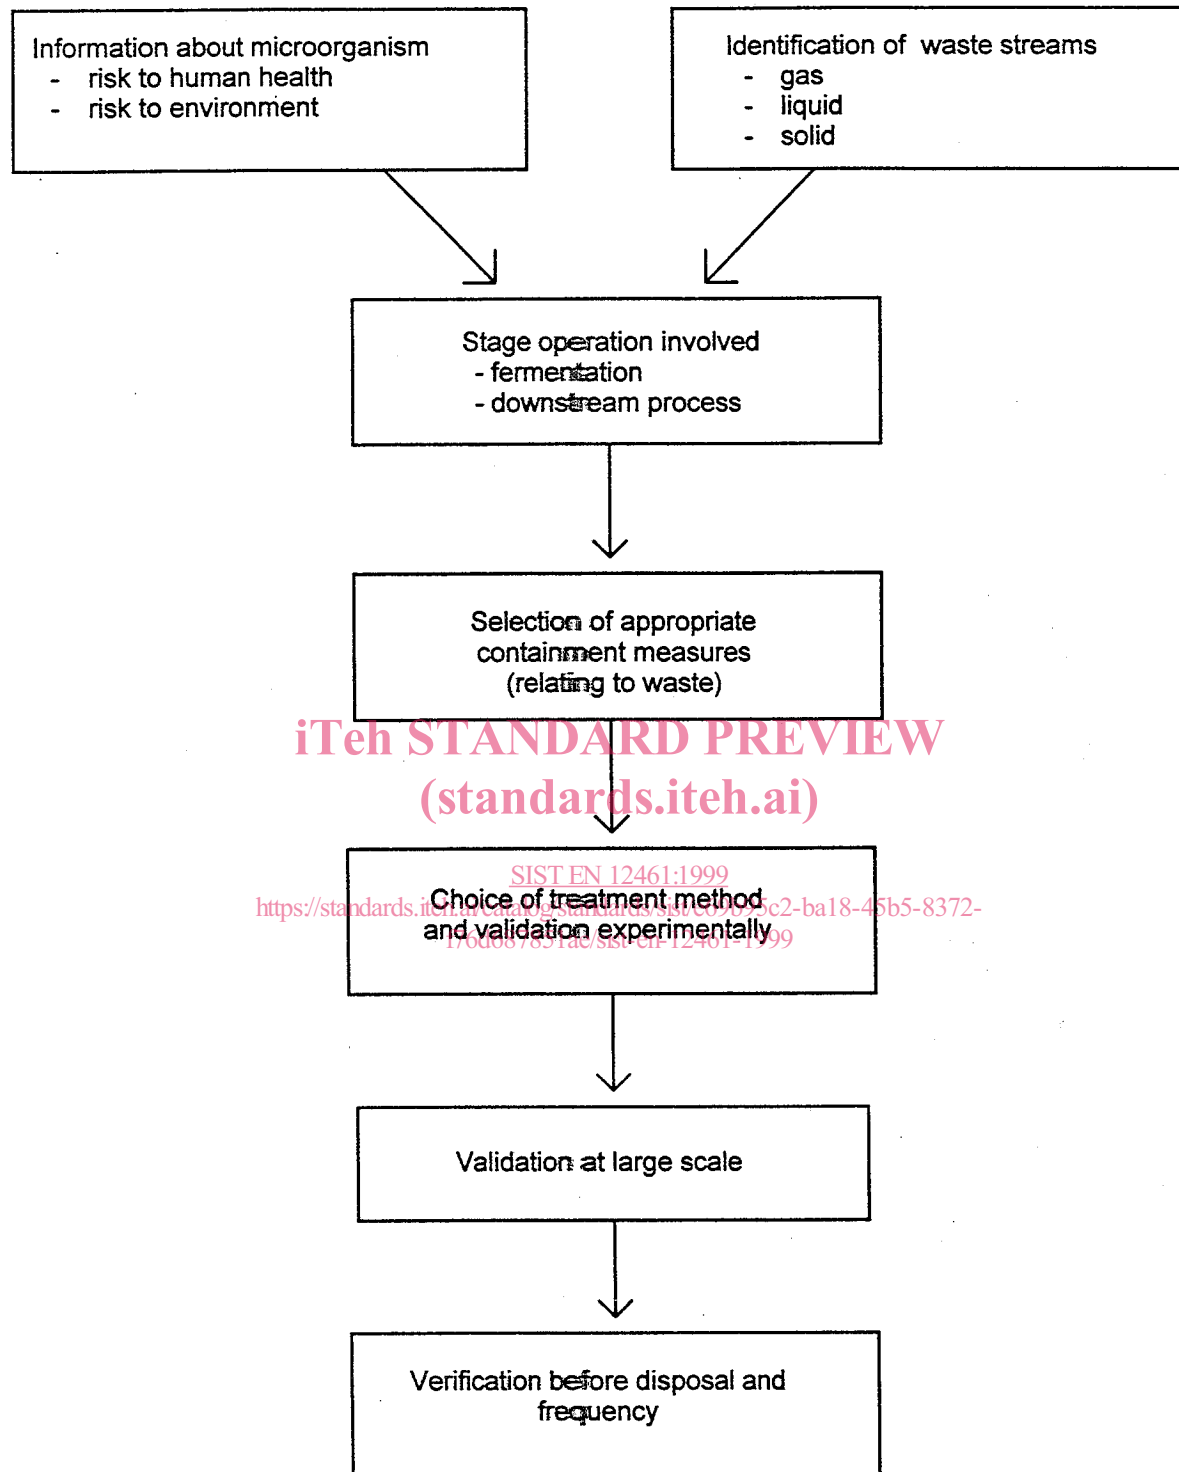 Information about microorganism
- risk to human health
- risk to environment
Identification of waste streams
- gas
- liquid
- solid
Stage operation involved
- fermentation
- downstream process
Selection of appropriate
containment measures
(relating to waste)
iTeh STANDARD PREVIEW
(standards.iteh.ai)
SIST EN 12461:1999
Choice of treatment method
and validation experimentally
Validation at large scale
Verification before disposal and
frequency